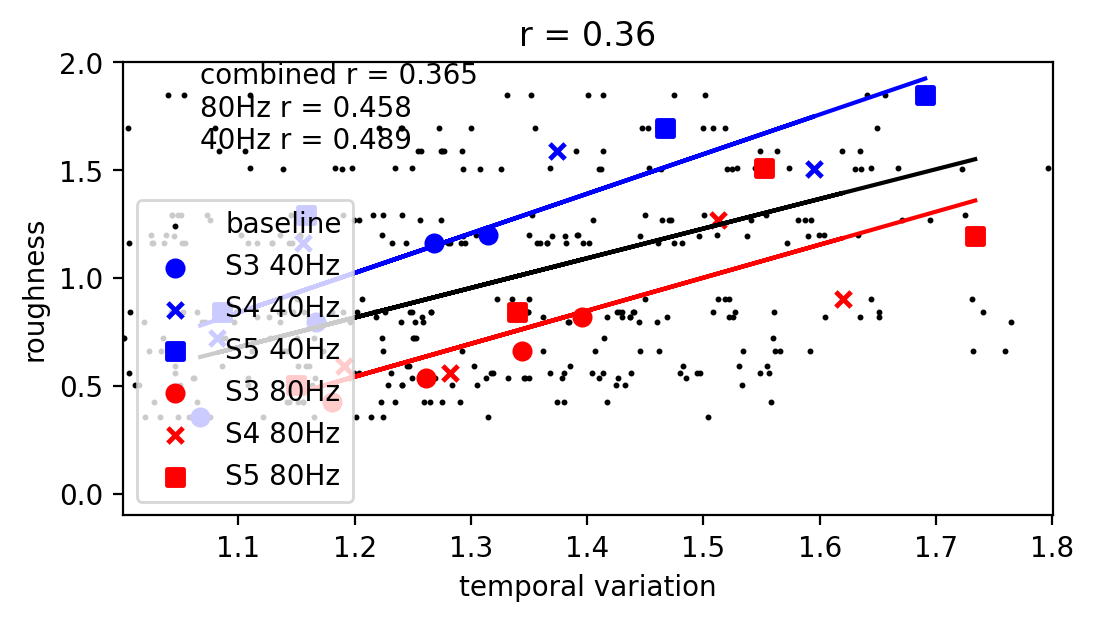 r = 0.36
combined r = 0.365
80Hz r = 0.458
40Hz r = 0.489
2.0
1.5
1.0
0.5
0.0
roughness
baseline
S3 40Hz
S4 40Hz
S5 40Hz
S3 80Hz
S4 80Hz
S5 80Hz
1.1 1.2 1.3 1.4 1.5 1.6 1.7 1.8
temporal variation